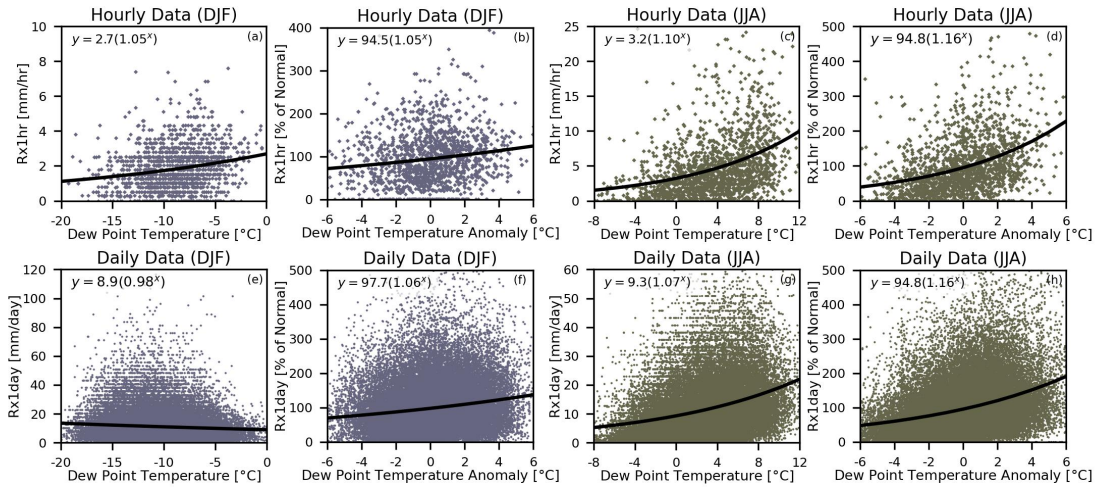 Hourly Data (DJF)
y = 2.7(1.05ˣ)
(a)
Rx1hr [mm/hr]
10
8
6
4
2
0
-20 -15 -10 -5 0
Dew Point Temperature [°C]
Hourly Data (DJF)
y = 94.5(1.05ˣ)
(b)
Rx1hr [% of Normal]
400
300
200
100
0
-6 -4 -2 0 2 4 6
Dew Point Temperature Anomaly [°C]
Hourly Data (JJA)
y = 3.2(1.10ˣ)
(c)
Rx1hr [mm/hr]
25
20
15
10
5
0
-8 -4 0 4 8 12
Dew Point Temperature [°C]
Hourly Data (JJA)
y = 94.8(1.16ˣ)
(d)
Rx1hr [% of Normal]
500
400
300
200
100
0
-6 -4 -2 0 2 4 6
Dew Point Temperature Anomaly [°C]
Daily Data (DJF)
y = 8.9(0.98ˣ)
(e)
Rx1day [mm/day]
120
100
80
60
40
20
0
-20 -15 -10 -5 0
Dew Point Temperature [°C]
Daily Data (DJF)
y = 97.7(1.06ˣ)
(f)
Rx1day [% of Normal]
500
400
300
200
100
0
-6 -4 -2 0 2 4 6
Dew Point Temperature Anomaly [°C]
Daily Data (JJA)
y = 9.3(1.07ˣ)
(g)
Rx1day [mm/day]
60
50
40
30
20
10
0
-8 -4 0 4 8 12
Dew Point Temperature [°C]
Daily Data (JJA)
y = 94.8(1.16ˣ)
(h)
Rx1day [% of Normal]
500
400
300
200
100
0
-6 -4 -2 0 2 4 6
Dew Point Temperature Anomaly [°C]